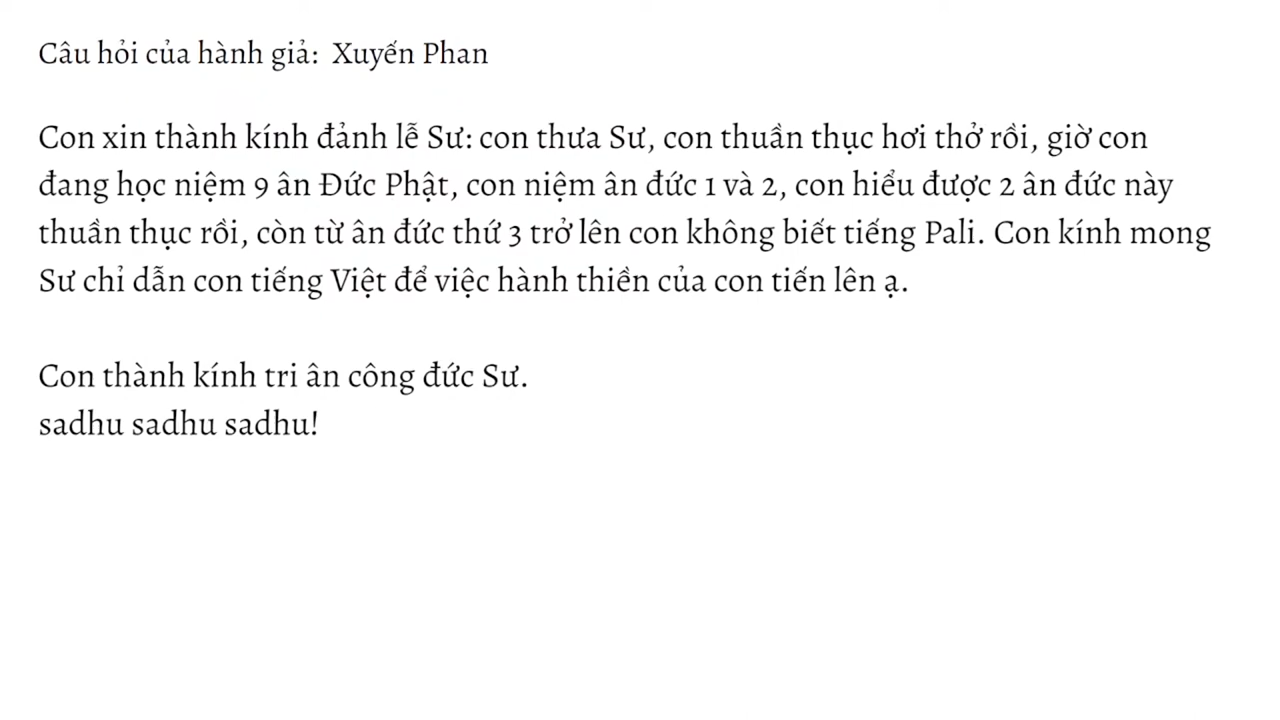 Câu hỏi của hành giả: Xuyến Phan
Con xin thành kính đảnh lễ Sư: con thưa Sư, con thuần thục hơi thở rồi, giờ con
đang học niệm 9 ân Đức Phật, con niệm ân đức 1 và 2, con hiểu được 2 ân đức này
thuần thục rồi, còn từ ân đức thứ 3 trở lên con không biết tiếng Pali. Con kính mong
Sư chỉ dẫn con tiếng Việt để việc hành thiền của con tiến lên ạ.
Con thành kính tri ân công đức Sư.
sadhu sadhu sadhu!